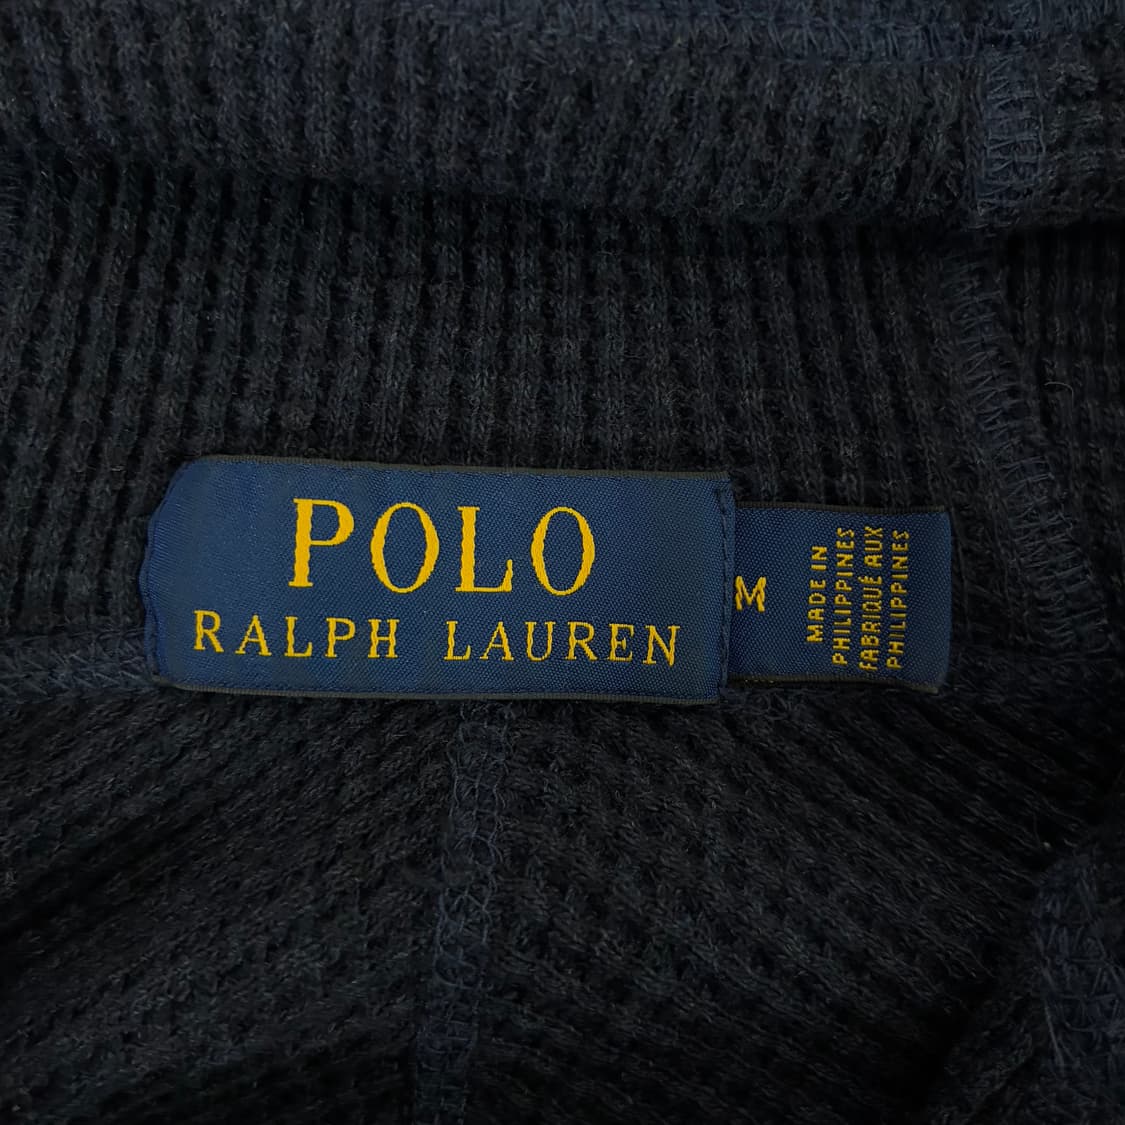 POLO
RALPH LAUREN
M
MADE IN
PHILIPPINES
FABRIQUÉ AUX
PHILIPPINES